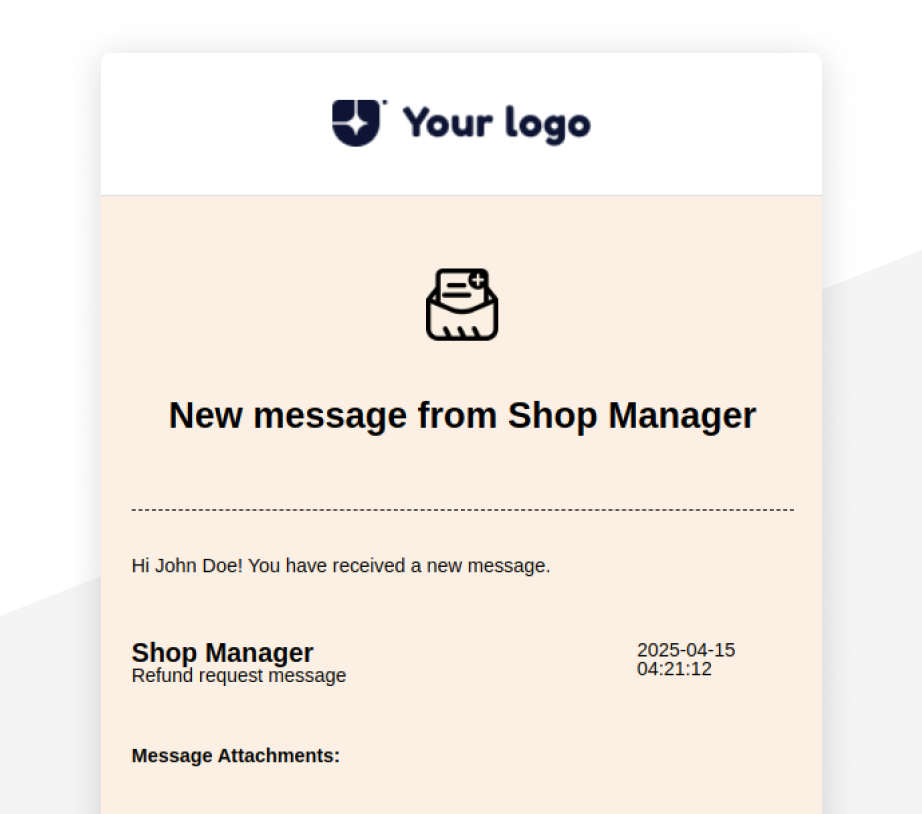 Your logo
New message from Shop Manager
Hi John Doe! You have received a new message.
Shop Manager
Refund request message
2025-04-15
04:21:12
Message Attachments: